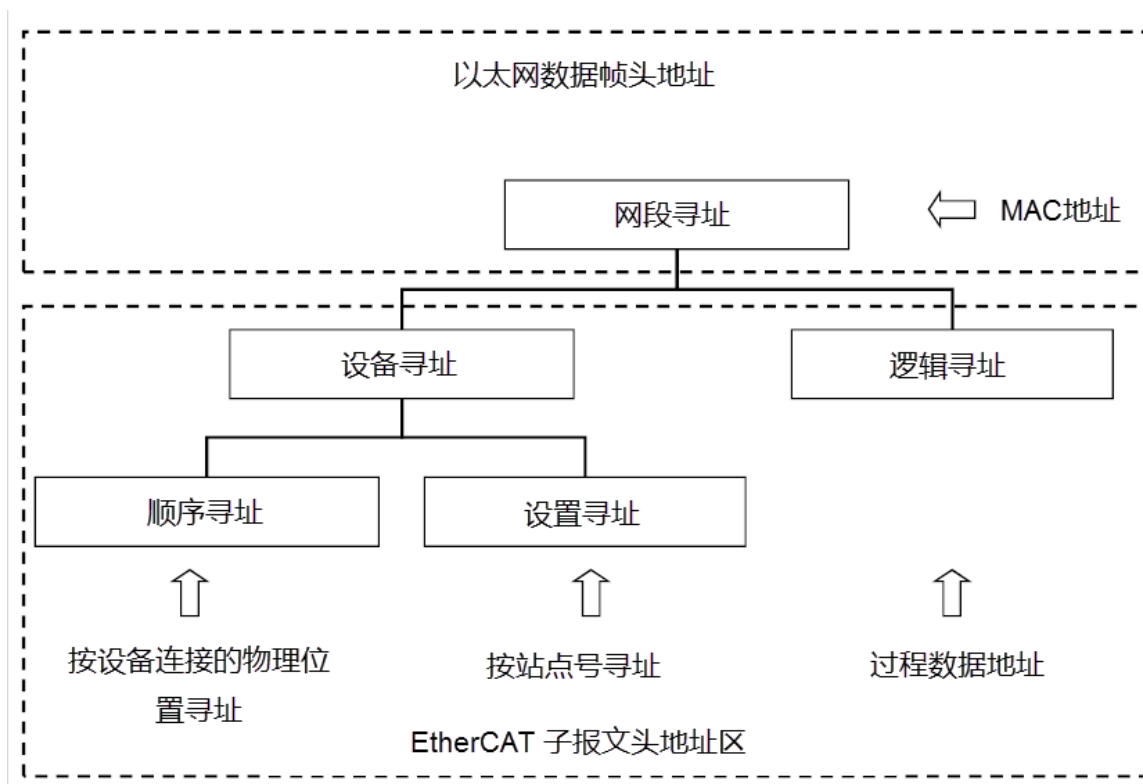 以太网数据帧头地址
网段寻址
MAC地址
设备寻址
逻辑寻址
顺序寻址
设置寻址
按设备连接的物理位
置寻址
按站点号寻址
过程数据地址
EtherCAT 子报文头地址区